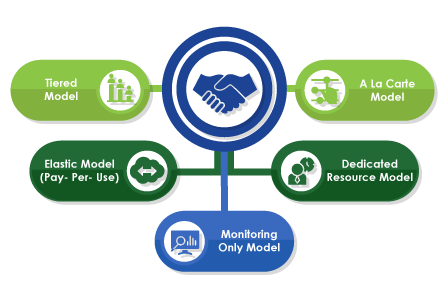 Tiered
Model
A La Carte
Model
Elastic Model
(Pay- Per- Use)
Dedicated
Resource Model
Monitoring
Only Model